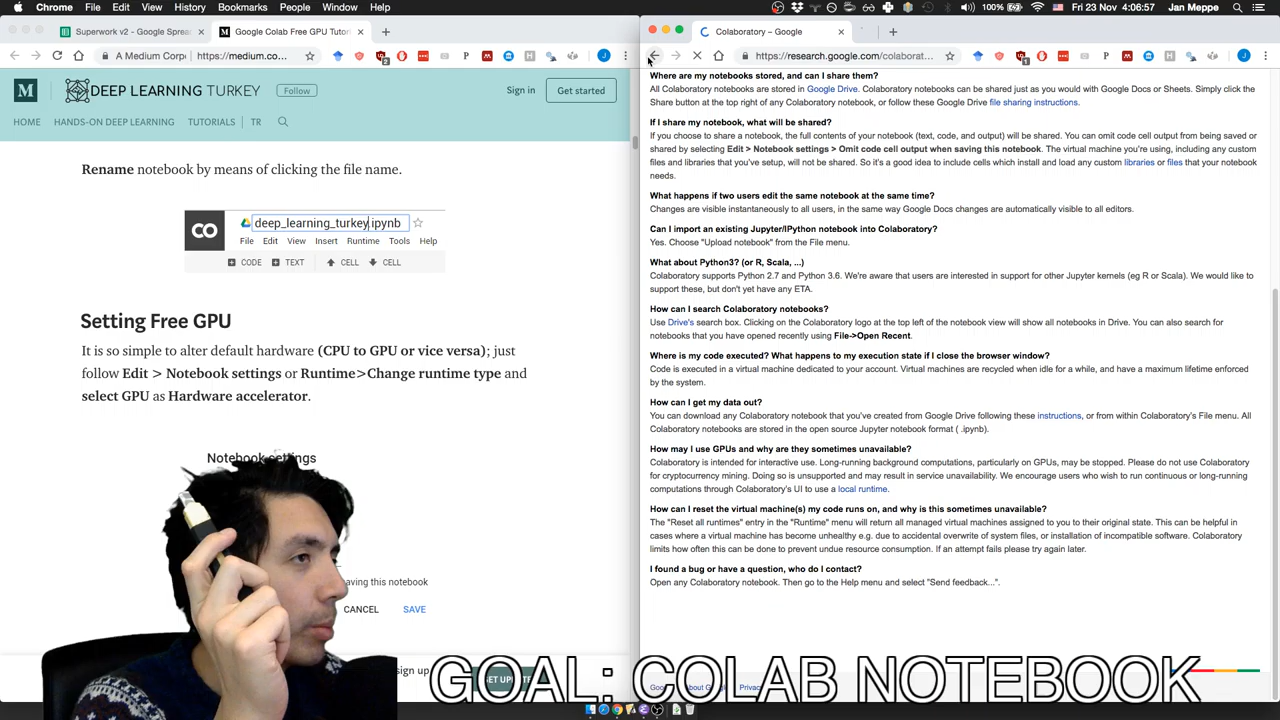 Chrome File Edit View History Bookmarks People Window Help
100% Fri 23 Nov 4:06:57 Jan Meppe
Superwork v2 - Google Spre
Google Colab Free GPU Tutor
A Medium Corpor
https://medium.co...
M
DEEP LEARNING TURKEY
Follow
Sign in
Get started
HOME HANDS-ON DEEP LEARNING TUTORIALS TR
Rename notebook by means of clicking the file name.
CO
deep_learning_turkey.ipynb
File Edit View Insert Runtime Tools Help
CODE TEXT CELL CELL
Setting Free GPU
It is so simple to alter default hardware (CPU to GPU or vice versa); just
follow Edit > Notebook settings or Runtime>Change runtime type and
select GPU as Hardware accelerator.
Notebook settings
aving this notebook
CANCEL SAVE
sign up
Colaboratory – Google
https://research.google.com/colaborat...
Where are my notebooks stored, and can I share them?
All Colaboratory notebooks are stored in Google Drive. Colaboratory notebooks can be shared just as you would with Google Docs or Sheets. Simply click the
Share button at the top right of any Colaboratory notebook, or follow these Google Drive file sharing instructions.
If I share my notebook, what will be shared?
If you choose to share a notebook, the full contents of your notebook (text, code, and output) will be shared. You can omit code cell output from being saved or
shared by selecting Edit > Notebook settings > Omit code cell output when saving this notebook. The virtual machine you're using, including any custom
files and libraries that you've setup, will not be shared. So it's a good idea to include cells which install and load any custom libraries or files that your notebook
needs.
What happens if two users edit the same notebook at the same time?
Changes are visible instantaneously to all users, in the same way Google Docs changes are automatically visible to all editors.
Can I import an existing Jupyter/IPython notebook into Colaboratory?
Yes. Choose "Upload notebook" from the File menu.
What about Python3? (or R, Scala, ...)
Colaboratory supports Python 2.7 and Python 3.6. We're aware that users are interested in support for other Jupyter kernels (eg R or Scala). We would like to
support these, but don't yet have any ETA.
How can I search Colaboratory notebooks?
Use Drive's search box. Clicking on the Colaboratory logo at the top left of the notebook view will show all notebooks in Drive. You can also search for
notebooks that you have opened recently using File->Open Recent.
Where is my code executed? What happens to my execution state if I close the browser window?
Code is executed in a virtual machine dedicated to your account. Virtual machines are recycled when idle for a while, and have a maximum lifetime enforced
by the system.
How can I get my data out?
You can download any Colaboratory notebook that you've created from Google Drive following these instructions, or from within Colaboratory's File menu. All
Colaboratory notebooks are stored in the open source Jupyter notebook format ( .ipynb).
How may I use GPUs and why are they sometimes unavailable?
Colaboratory is intended for interactive use. Long-running background computations, particularly on GPUs, may be stopped. Please do not use Colaboratory
for cryptocurrency mining. Doing so is unsupported and may result in service unavailability. We encourage users who wish to run continuous or long-running
computations through Colaboratory's UI to use a local runtime.
How can I reset the virtual machine(s) my code runs on, and why is this sometimes unavailable?
The "Reset all runtimes" entry in the "Runtime" menu will return all managed virtual machines assigned to you to their original state. This can be helpful in
cases where a virtual machine has become unhealthy e.g. due to accidental overwrite of system files, or installation of incompatible software. Colaboratory
limits how often this can be done to prevent undue resource consumption. If an attempt fails please try again later.
I found a bug or have a question, who do I contact?
Open any Colaboratory notebook. Then go to the Help menu and select "Send feedback...".
GOAL: COLAB NOTEBOOK